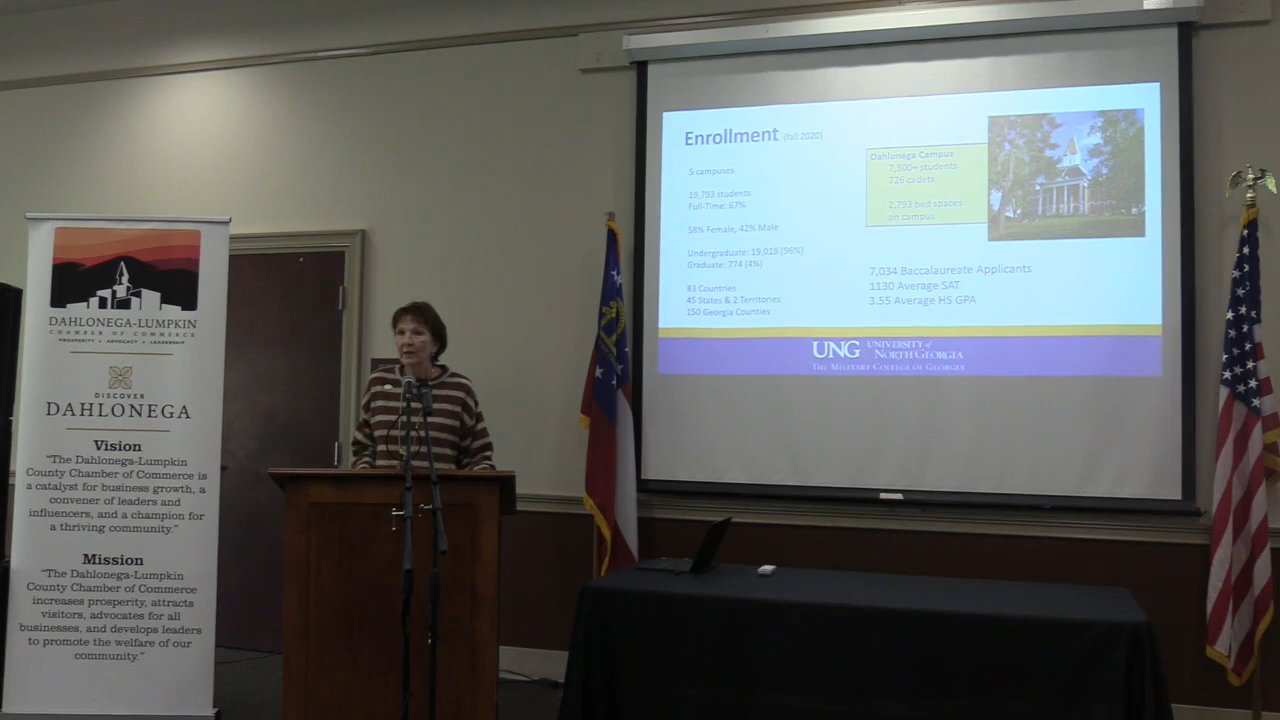 DAHLONEGA-LUMPKIN
CHAMBER OF COMMERCE
PROSPERITY • ADVOCACY • LEADERSHIP
DISCOVER
DAHLONEGA
Vision
"The Dahlonega-Lumpkin
County Chamber of Commerce is
a catalyst for business growth, a
convener of leaders and
influencers, and a champion for
a thriving community."
Mission
"The Dahlonega-Lumpkin
County Chamber of Commerce
increases prosperity, attracts
visitors, advocates for all
businesses, and develops leaders
to promote the welfare of our
community."
Enrollment (fall 2020)
5 campuses
19,793 students
Full-Time: 67%
58% Female, 42% Male
Undergraduate: 19,019 (96%)
Graduate: 774 (4%)
83 Countries
45 States & 2 Territories
150 Georgia Counties
Dahlonega Campus
7,300+ students
726 cadets
2,793 bed spaces
on campus
7,034 Baccalaureate Applicants
1130 Average SAT
3.55 Average HS GPA
UNG UNIVERSITY of
NORTH GEORGIA
THE MILITARY COLLEGE OF GEORGIA